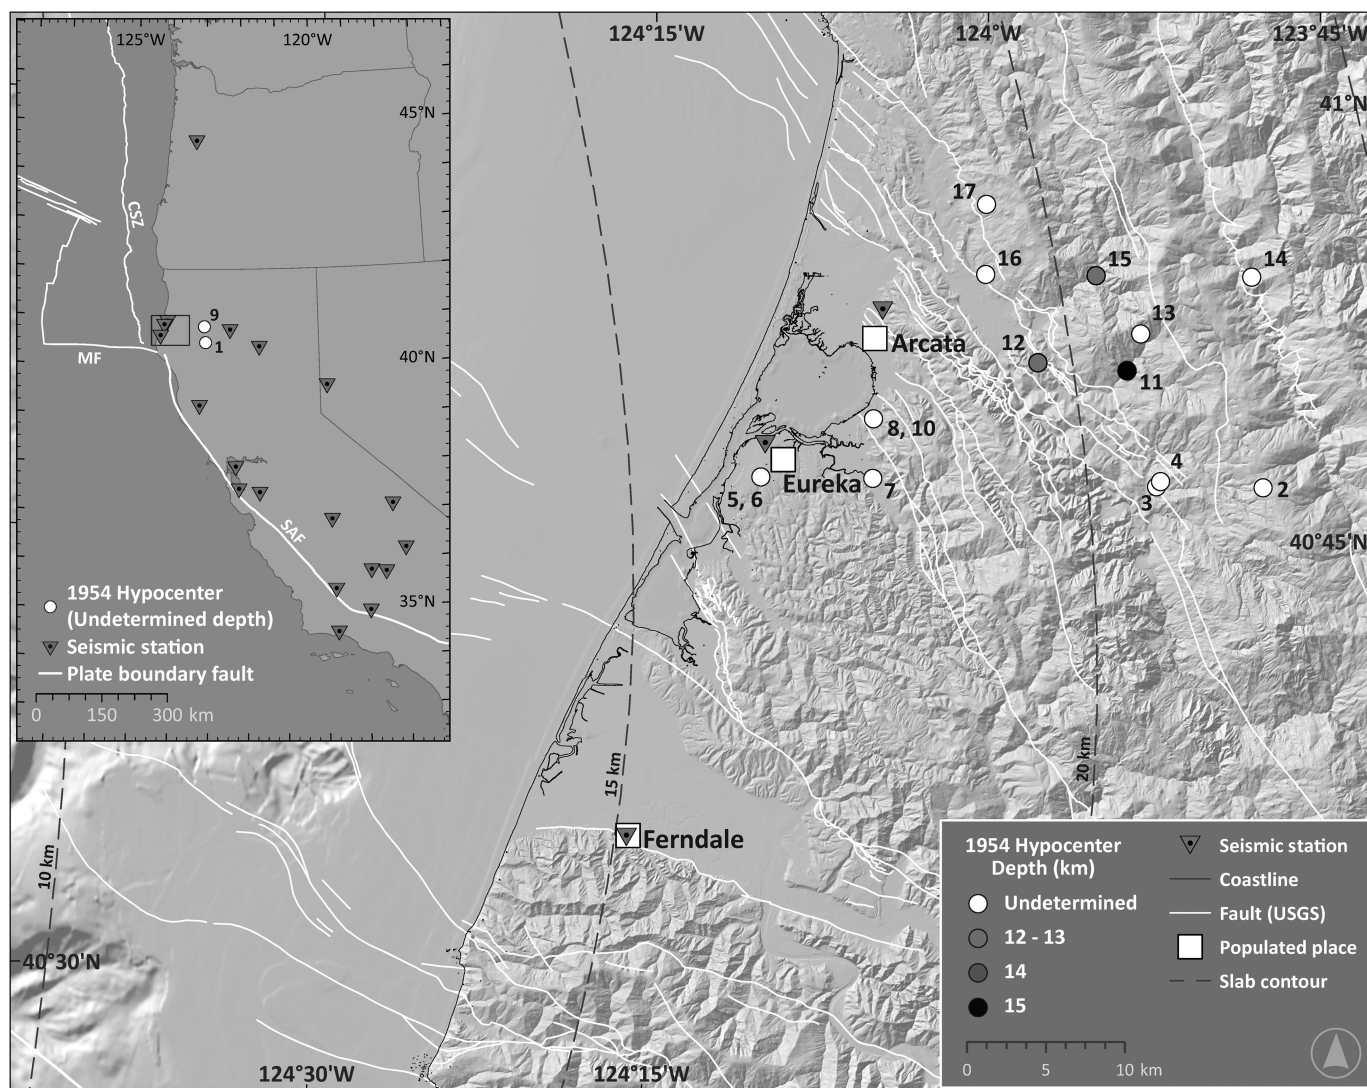 125°W
120°W
45°N
CSZ
9
1
40°N
MF
SAF
35°N
1954 Hypocenter
(Undetermined depth)
Seismic station
Plate boundary fault
0 150 300 km
124°15'W
124°W
123°45'W
41°N
17
16
15
14
13
12
11
Arcata
8, 10
4
3
2
5, 6
Eureka
7
40°45'N
15 km
20 km
10 km
Ferndale
40°30'N
124°30'W
124°15'W
1954 Hypocenter
Depth (km)
Undetermined
12 - 13
14
15
0 5 10 km
Seismic station
Coastline
Fault (USGS)
Populated place
Slab contour